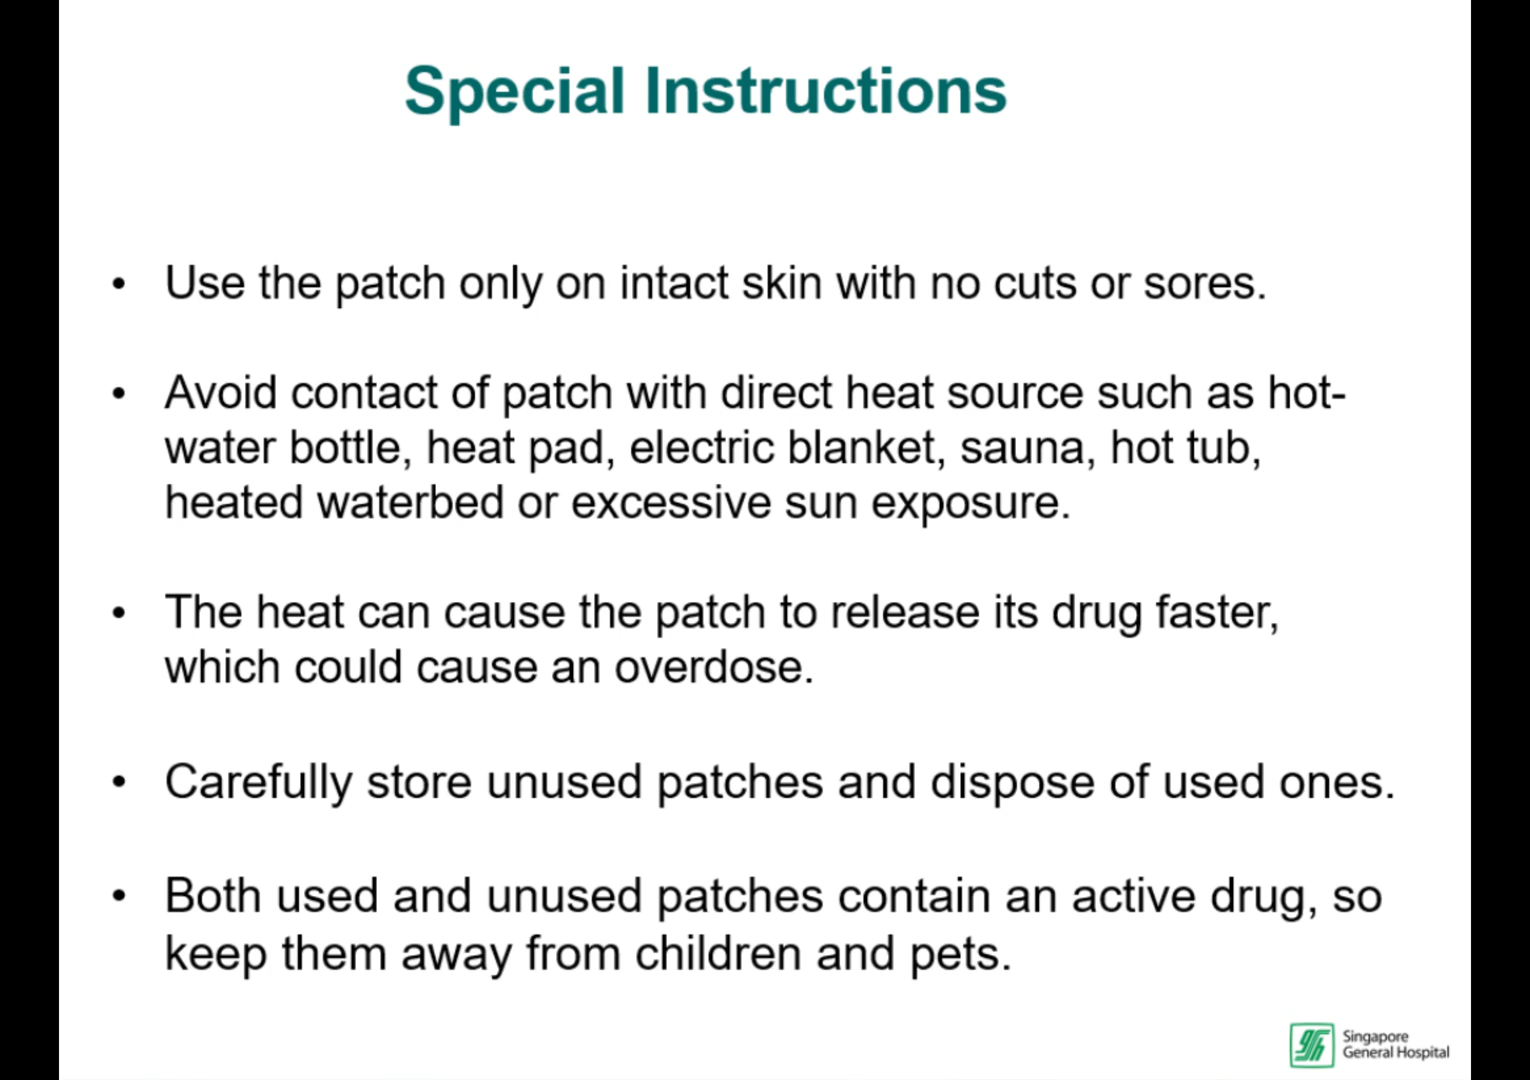 Special Instructions
• Use the patch only on intact skin with no cuts or sores.
• Avoid contact of patch with direct heat source such as hot-
water bottle, heat pad, electric blanket, sauna, hot tub,
heated waterbed or excessive sun exposure.
• The heat can cause the patch to release its drug faster,
which could cause an overdose.
• Carefully store unused patches and dispose of used ones.
• Both used and unused patches contain an active drug, so
keep them away from children and pets.
Singapore
General Hospital